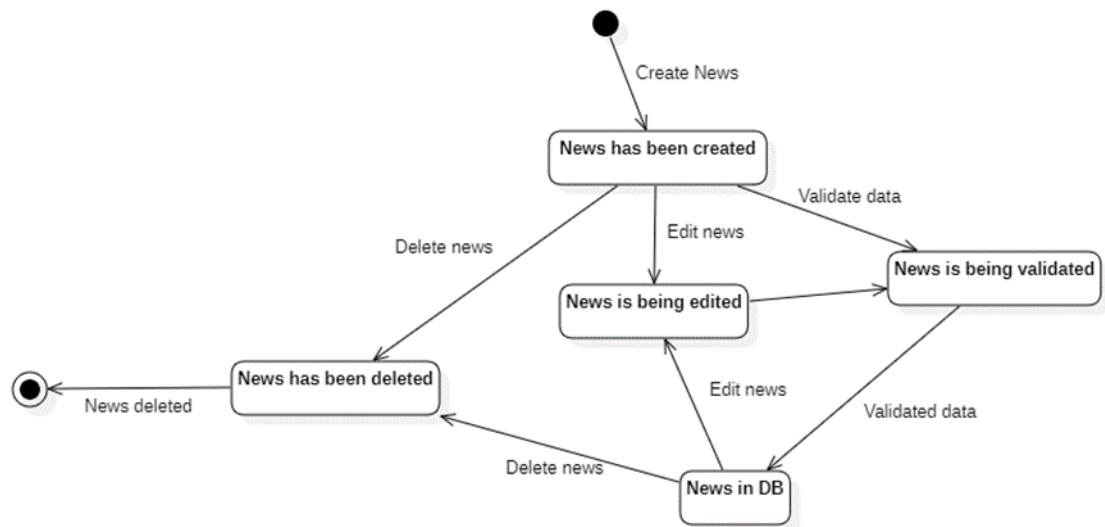 Create News
News has been created
Validate data
Edit news
Delete news
News is being validated
News is being edited
News has been deleted
Edit news
News deleted
Validated data
Delete news
News in DB